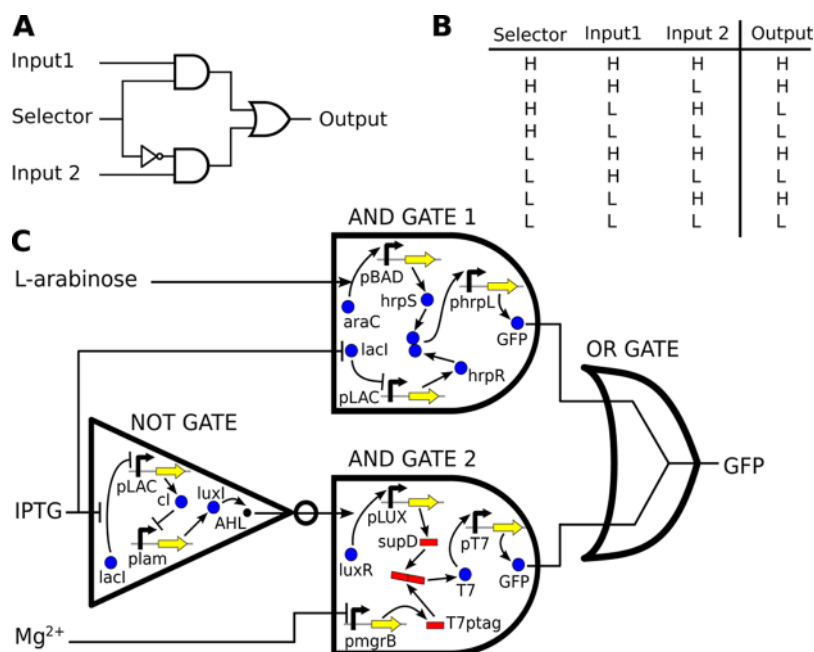 A
Input1
Selector
Input 2
Output
B
Selector Input1 Input 2 Output
H H H H
H H L H
H L H L
H L L L
L H H H
L H L L
L L H H
L L L L
C
AND GATE 1
L-arabinose
pBAD
hrpS
araC
phrpL
GFP
lacI
hrpR
pLAC
OR GATE
GFP
NOT GATE
pLAC
cI
luxI
AHL
plam
lacI
IPTG
AND GATE 2
pLUX
supD
luxR
pT7
T7
GFP
T7ptag
pmgrB
Mg²⁺